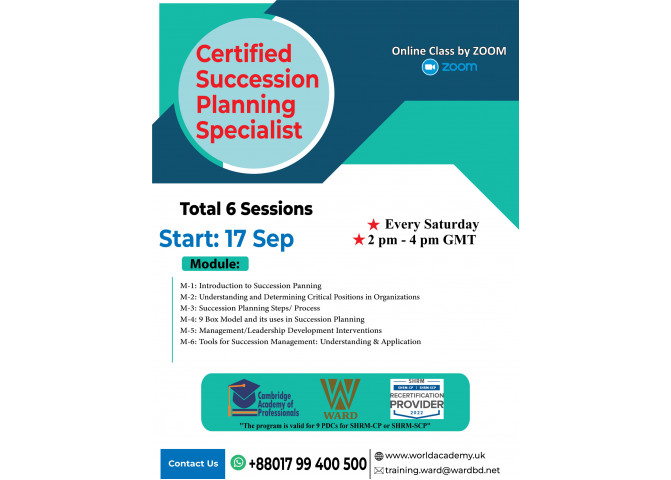 Certified
Succession
Planning
Specialist
Online Class by ZOOM
zoom
Total 6 Sessions
Start: 17 Sep
Every Saturday
2 pm - 4 pm GMT
Module:
M-1: Introduction to Succession Panning
M-2: Understanding and Determining Critical Positions in Organizations
M-3: Succession Planning Steps/ Process
M-4: 9 Box Model and its uses in Succession Planning
M-5: Management/Leadership Development Interventions
M-6: Tools for Succession Management: Understanding & Application
Cambridge
Academy of
Professionals
WARD
SHRM
SHRM-CP | SHRM-SCP
RECERTIFICATION
PROVIDER
2022
"The program is valid for 9 PDCs for SHRM-CP or SHRM-SCP"
Contact Us
+88017 99 400 500
www.worldacademy.uk
training.ward@wardbd.net